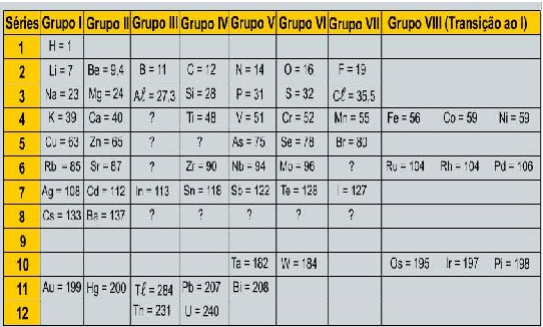 Séries Grupo I Grupo II Grupo III Grupo IV Grupo V Grupo VI Grupo VII Grupo VIII (Transição ao I)
1 H = 1
2 Li = 7 Be = 9,4 B = 11 C = 12 N = 14 O = 16 F = 19
3 Na = 23 Mg = 24 Aℓ = 27,3 Si = 28 P = 31 S = 32 Cℓ = 35,5
4 K = 39 Ca = 40 ? Ti = 48 V = 51 Cr = 52 Mn = 55 Fe = 56 Co = 59 Ni = 59
5 Cu = 63 Zn = 65 ? ? As = 75 Se = 78 Br = 80
6 Rb = 85 Sr = 87 ? Zr = 90 Nb = 94 Mo = 96 ? Ru = 104 Rh = 104 Pd = 106
7 Ag = 108 Cd = 112 In = 113 Sn = 118 Sb = 122 Te = 128 I = 127
8 Cs = 133 Ba = 137 ? ? ? ? ?
9
10 Ta = 182 W = 184 Os = 195 Ir = 197 = 198
11 Au = 199 Hg = 200 Tℓ = 284 Pb = 207 Bi = 208
12 Th = 231 U = 240